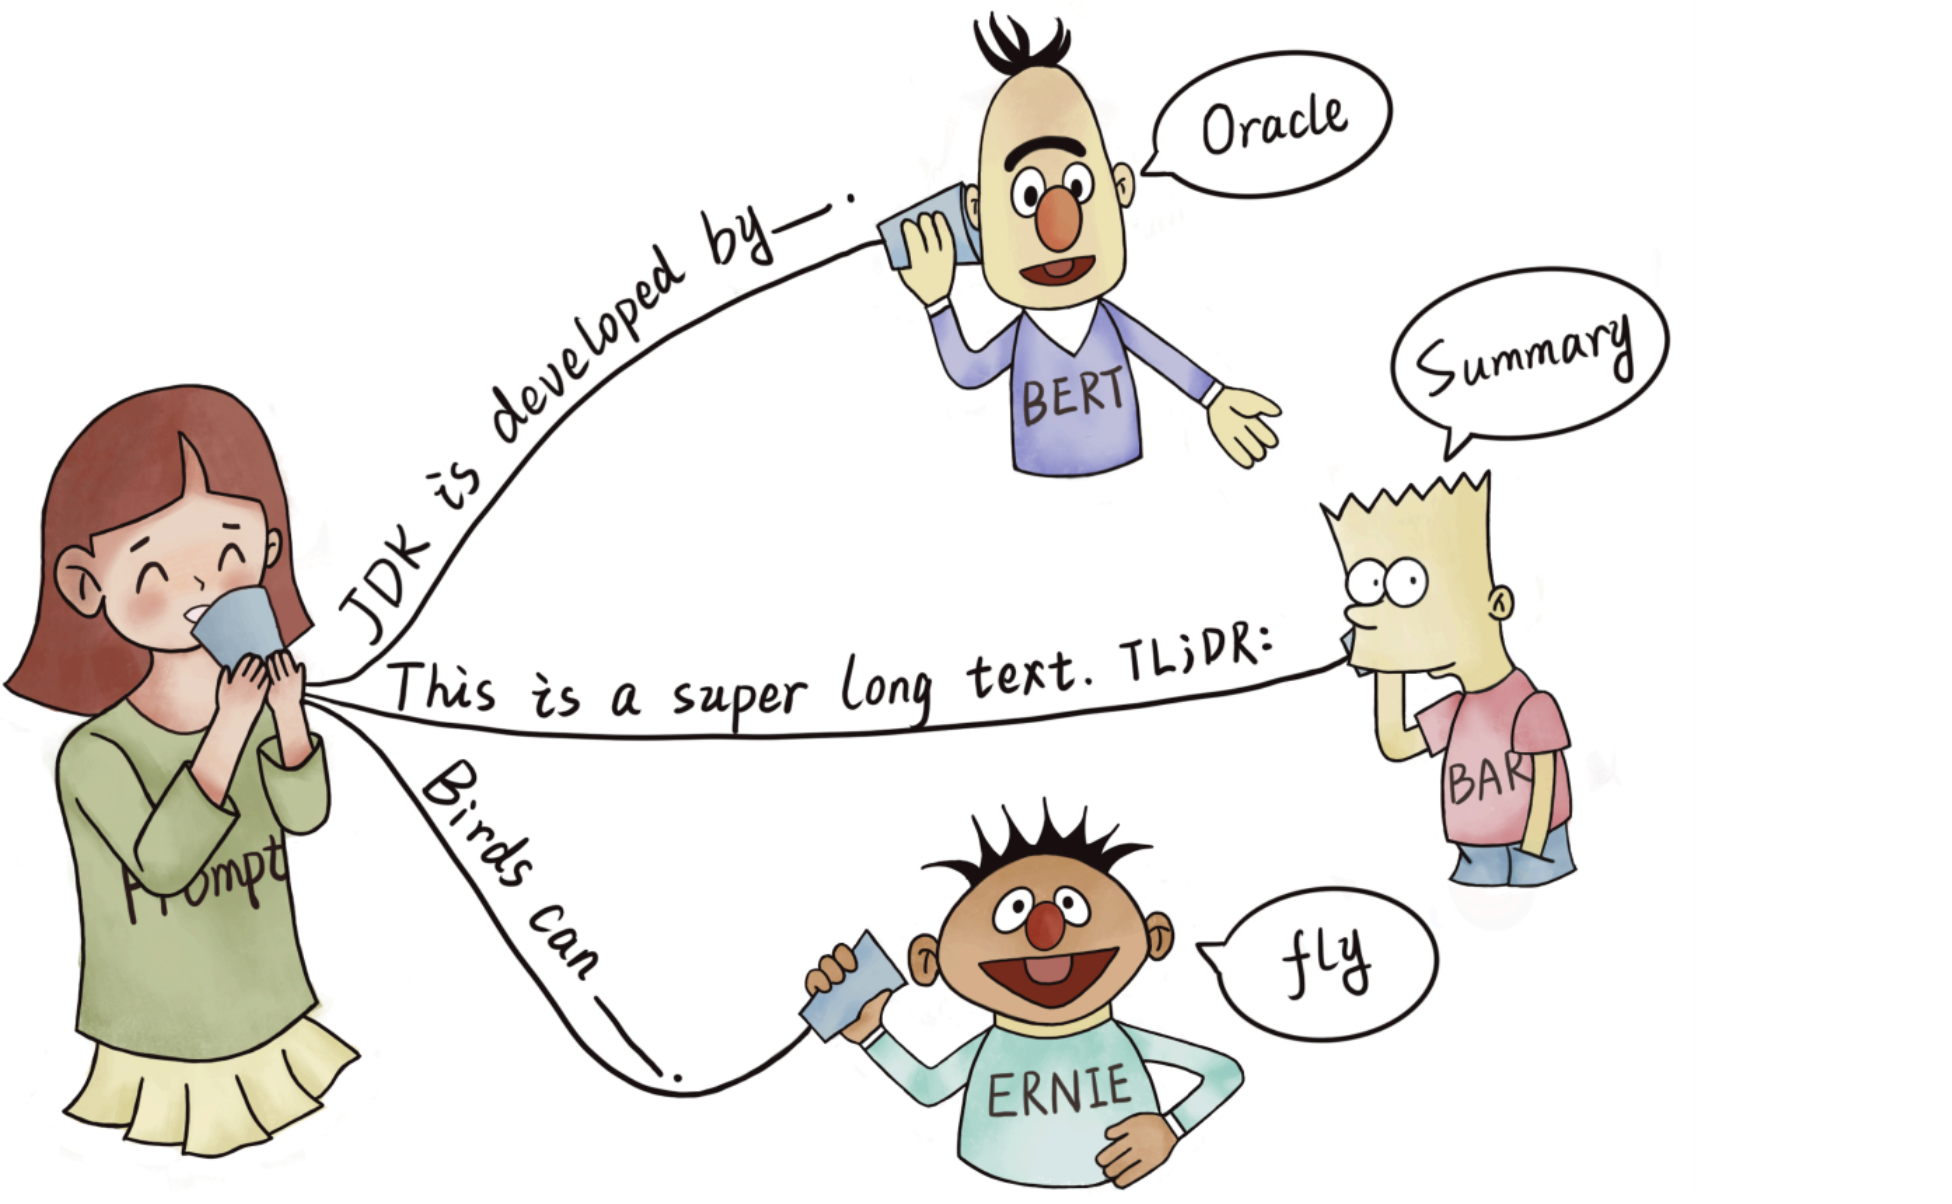 Oracle
JDK is developed by —.
BERT
Summary
This is a super long text. TL;DR:
BAR
Prompt
Birds can —.
fly
ERNIE